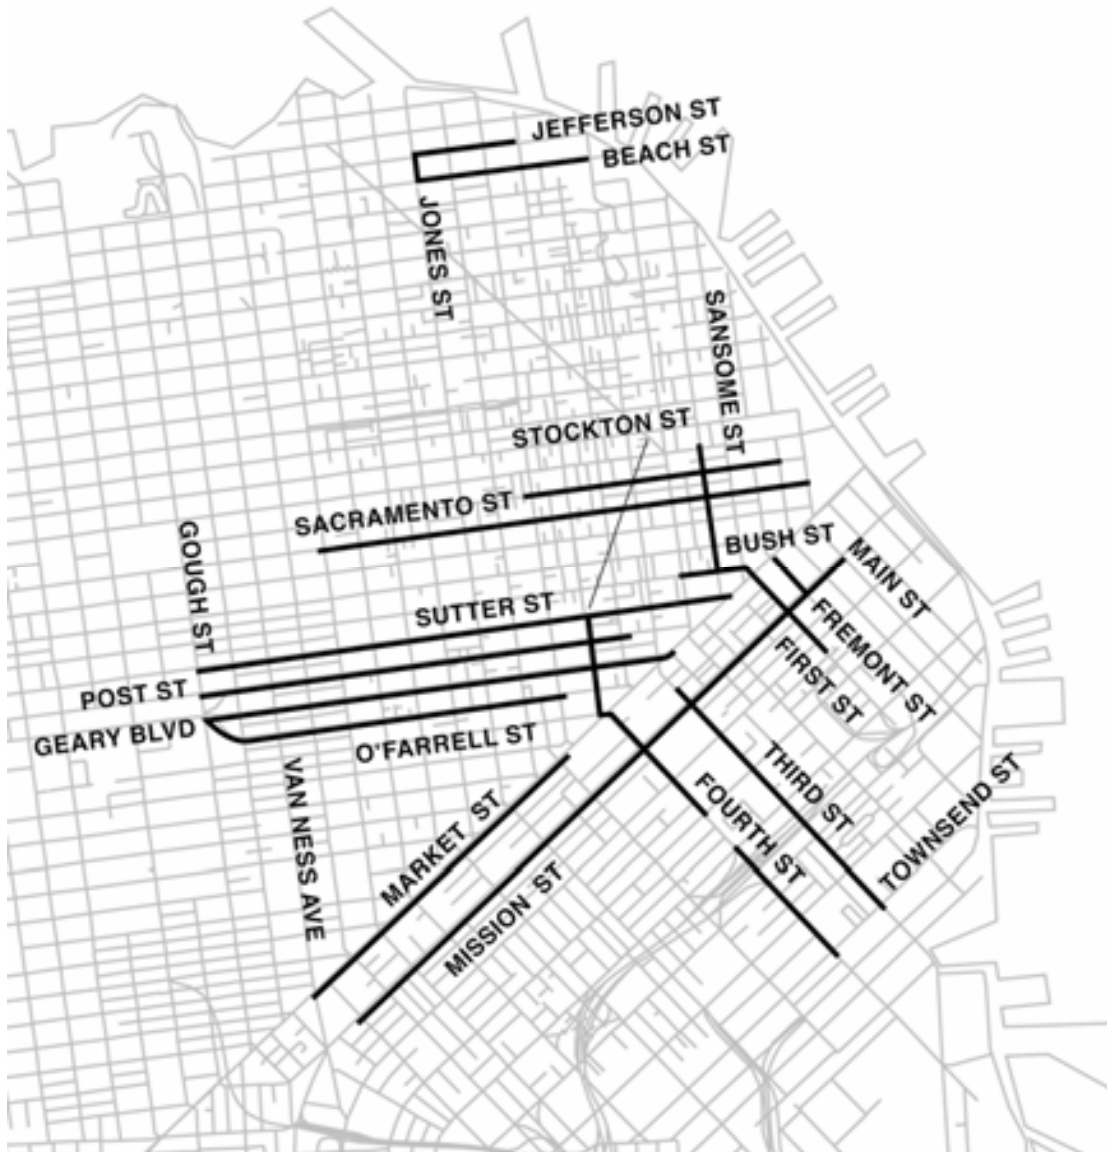 JEFFERSON ST
BEACH ST
JONES ST
SANSOME ST
STOCKTON ST
SACRAMENTO ST
GOUGH ST
BUSH ST
MAIN ST
SUTTER ST
FREMONT ST
FIRST ST
POST ST
GEARY BLVD
O'FARRELL ST
VAN NESS AVE
MARKET ST
THIRD ST
FOURTH ST
TOWNSEND ST
MISSION ST